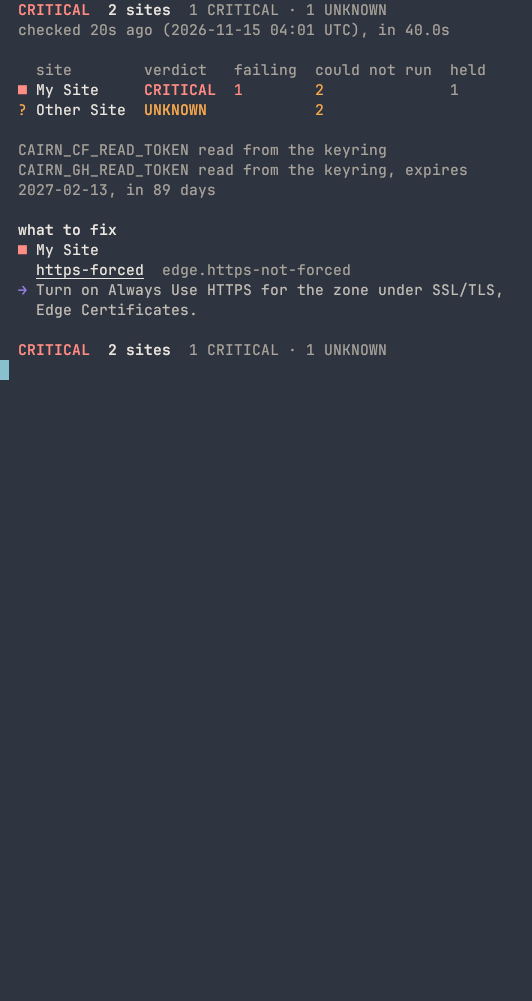 CRITICAL  2 sites  1 CRITICAL · 1 UNKNOWN
checked 20s ago (2026-11-15 04:01 UTC), in 40.0s
site  verdict  failing  could not run  held
■ My Site  CRITICAL  1  2  1
? Other Site  UNKNOWN  2
CAIRN_CF_READ_TOKEN read from the keyring
CAIRN_GH_READ_TOKEN read from the keyring, expires
2027-02-13, in 89 days
what to fix
■ My Site
https-forced  edge.https-not-forced
→ Turn on Always Use HTTPS for the zone under SSL/TLS,
Edge Certificates.
CRITICAL  2 sites  1 CRITICAL · 1 UNKNOWN